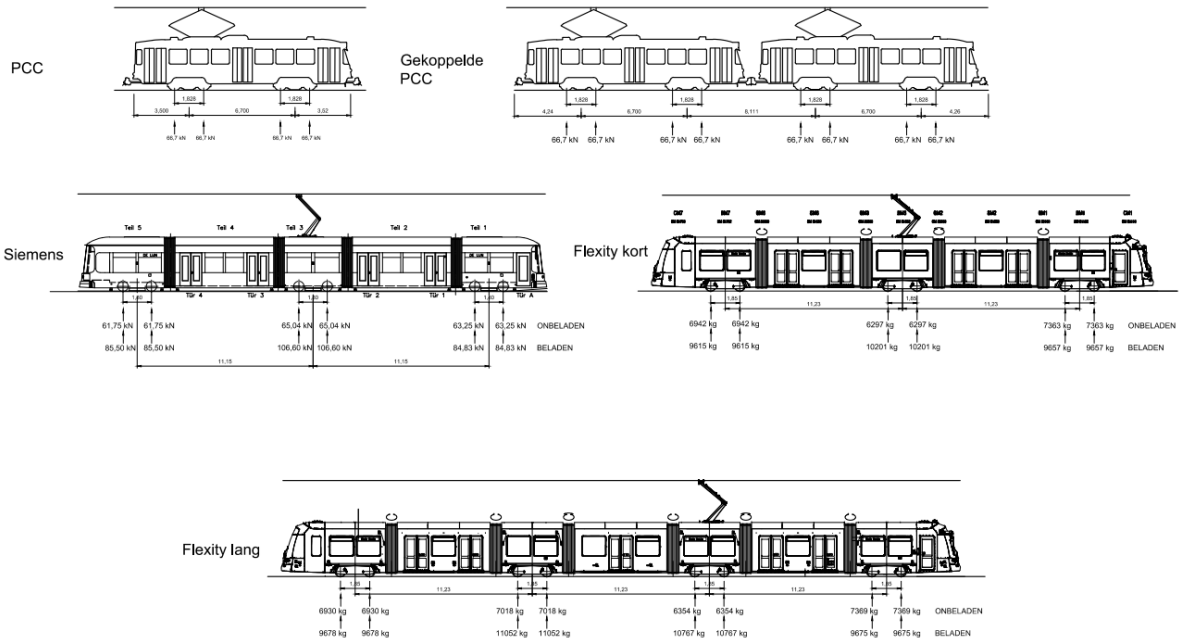 PCC
1,828 1,828
3,508 6,700 3,52
66,7 kN 66,7 kN 66,7 kN 66,7 kN
Gekoppelde
PCC
1,828 1,828 1,828 1,828
4,24 6,700 8,111 6,700 4,26
66,7 kN 66,7 kN 66,7 kN 66,7 kN 66,7 kN 66,7 kN 66,7 kN 66,7 kN
Siemens
Teil 5 Teil 4 Teil 3 Teil 2 Teil 1
DE LIJN DE LIJN
Tür 4 Tür 3 Tür 2 Tür 1 Tür A
1,80 1,80 1,80
61,75 kN 61,75 kN 65,04 kN 65,04 kN 63,25 kN 63,25 kN ONBELADEN
85,50 kN 85,50 kN 106,60 kN 106,60 kN 84,83 kN 84,83 kN BELADEN
11,15 11,15
Flexity kort
1,85 1,85 1,85
11,23 11,23
6942 kg 6942 kg 6297 kg 6297 kg 7363 kg 7363 kg ONBELADEN
9615 kg 9615 kg 10201 kg 10201 kg 9657 kg 9657 kg BELADEN
Flexity lang
1,85 1,85 1,85 1,85
11,23 11,23 11,23
6930 kg 6930 kg 7018 kg 7018 kg 6354 kg 6354 kg 7369 kg 7369 kg ONBELADEN
9678 kg 9678 kg 11052 kg 11052 kg 10767 kg 10767 kg 9675 kg 9675 kg BELADEN